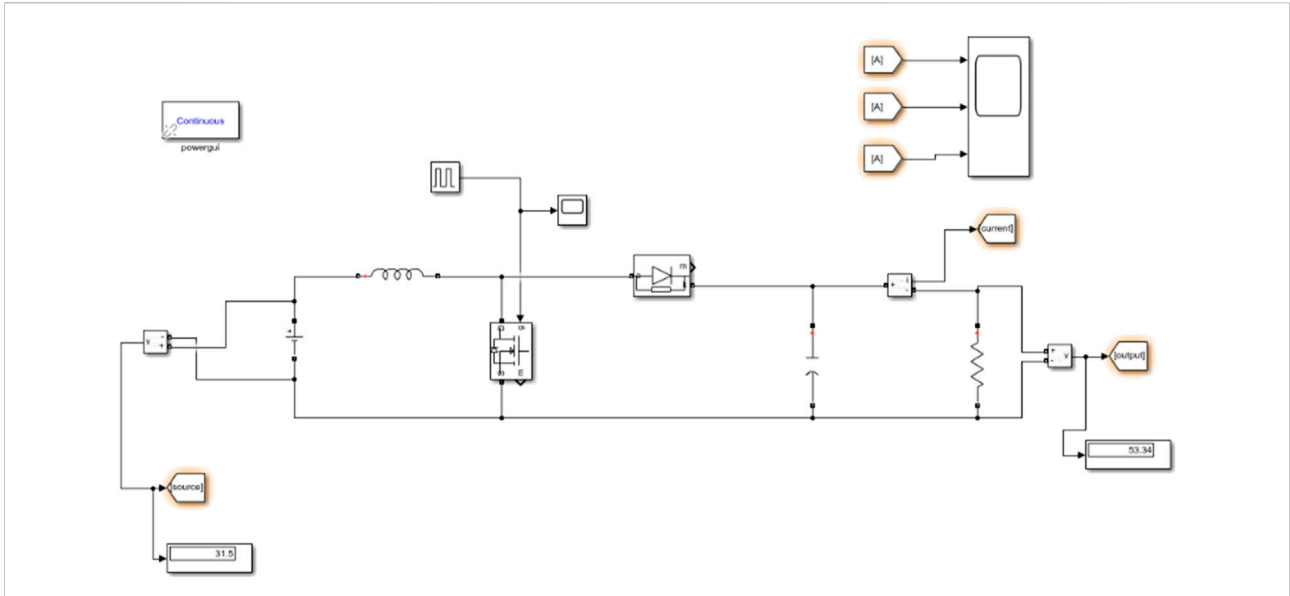 [A]
[A]
Continuous
powergui
[A]
current]
m
+
i
-
+
v
-
+
+
v
-
[output]
g
m
53.34
[source]
31.5